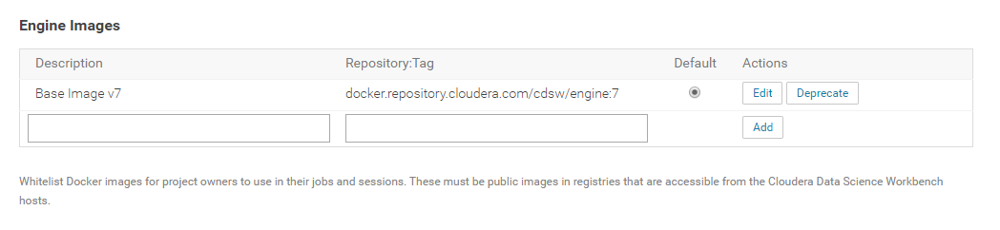 Engine Images
Description Repository:Tag Default Actions
Base Image v7 docker.repository.cloudera.com/cdsw/engine:7 Edit Deprecate
Add
Whitelist Docker images for project owners to use in their jobs and sessions. These must be public images in registries that are accessible from the Cloudera Data Science Workbench
hosts.